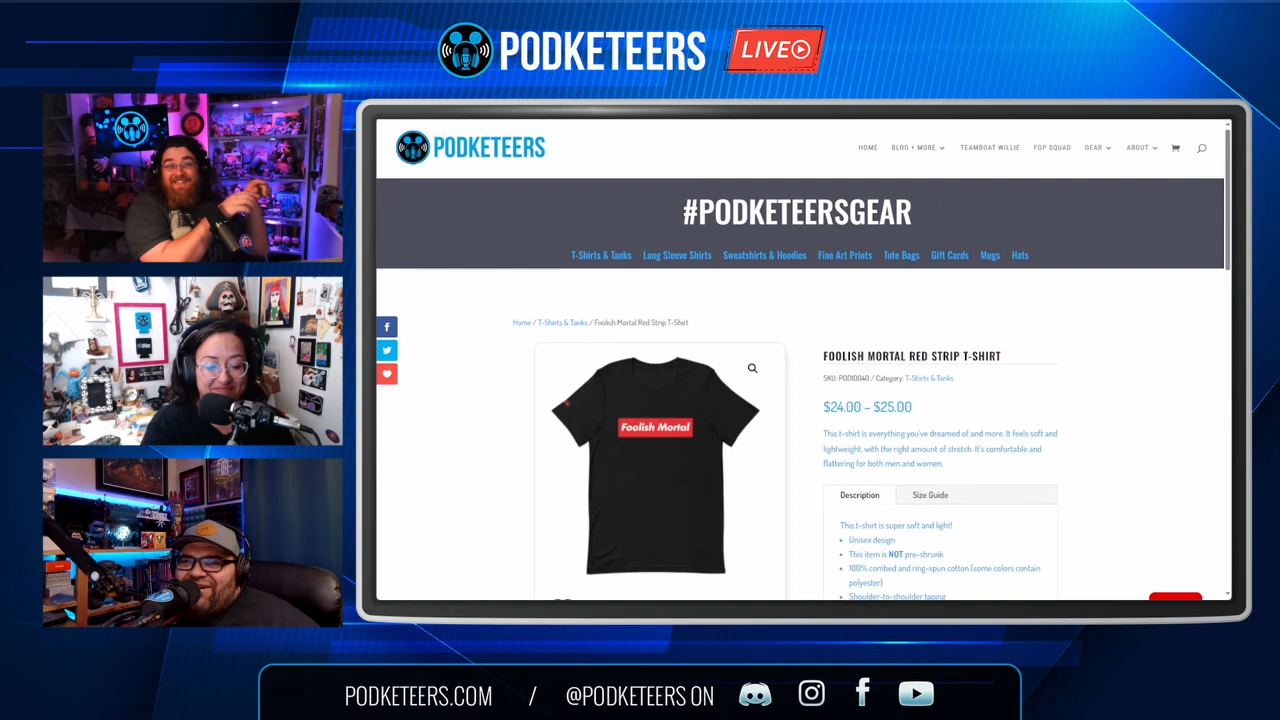 PODKETEERS LIVE
PODKETEERS
HOME
BLOG + MORE
TEAMBOAT WILLIE
FGP SQUAD
GEAR
ABOUT
#PODKETEERSGEAR
T-Shirts & Tanks
Long Sleeve Shirts
Sweatshirts & Hoodies
Fine Art Prints
Tote Bags
Gift Cards
Mugs
Hats
Home / T-Shirts & Tanks / Foolish Mortal Red Strip T-Shirt
Foolish Mortal
FOOLISH MORTAL RED STRIP T-SHIRT
SKU: POD10040 / Category: T-Shirts & Tanks
$24.00 – $25.00
This t-shirt is everything you've dreamed of and more. It feels soft and
lightweight, with the right amount of stretch. It's comfortable and
flattering for both men and women.
Description
Size Guide
This t-shirt is super soft and light!
Unisex design
This item is NOT pre-shrunk
100% combed and ring-spun cotton (some colors contain
polyester)
Shoulder-to-shoulder taping
WELCOME
PODKETEERS.COM / @PODKETEERS ON